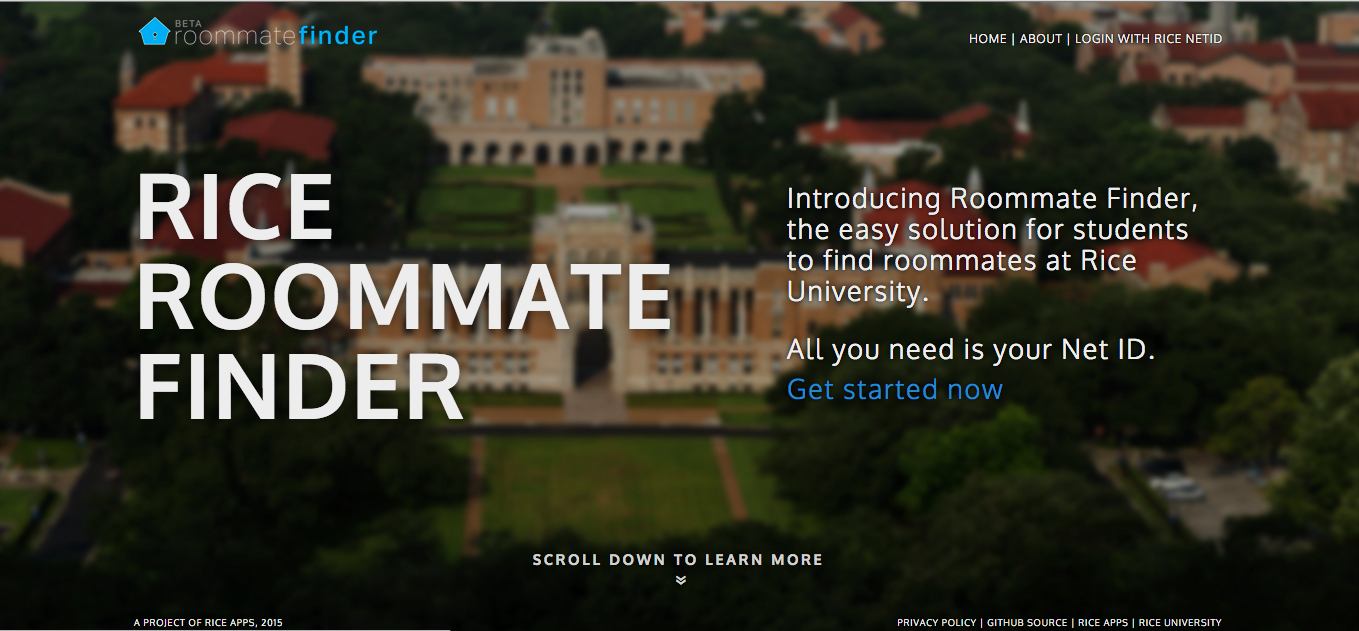 BETA
roommatefinder
HOME | ABOUT | LOGIN WITH RICE NETID
RICE
ROOMMATE
FINDER
Introducing Roommate Finder,
the easy solution for students
to find roommates at Rice
University.
All you need is your Net ID.
Get started now
SCROLL DOWN TO LEARN MORE
A PROJECT OF RICE APPS, 2015
PRIVACY POLICY | GITHUB SOURCE | RICE APPS | RICE UNIVERSITY